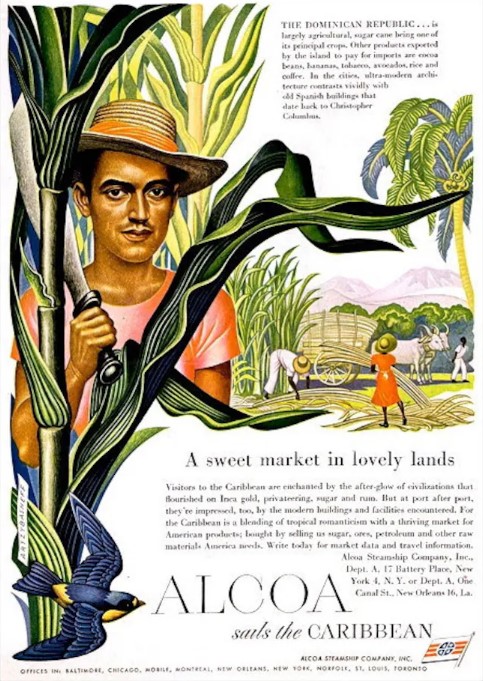 THE DOMINICAN REPUBLIC . . . is
largely agricultural, sugar cane being one of
its principal crops. Other products exported
by the island to pay for imports are cocoa
beans, bananas, tobacco, avocados, rice and
coffee. In the cities, ultra-modern archi-
tecture contrasts vividly with
old Spanish buildings that
date back to Christopher
Columbus.
A sweet market in lovely lands
Visitors to the Caribbean are enchanted by the after-glow of civilizations that
flourished on Inca gold, privateering, sugar and rum. But at port after port,
they're impressed, too, by the modern buildings and facilities encountered. For
the Caribbean is a blending of tropical romanticism with a thriving market for
American products; bought by selling us sugar, ores, petroleum and other raw
materials America needs. Write today for market data and travel information.
Alcoa Steamship Company, Inc.,
Dept. A, 17 Battery Place, New
York 4, N. Y. or Dept. A, One
Canal St., New Orleans 16, La.
ARTZYBASHEFF
ALCOA
sails the CARIBBEAN
ALCOA STEAMSHIP COMPANY, INC.
OFFICES IN: BALTIMORE, CHICAGO, MOBILE, MONTREAL, NEW ORLEANS, NEW YORK, NORFOLK, ST. LOUIS, TORONTO